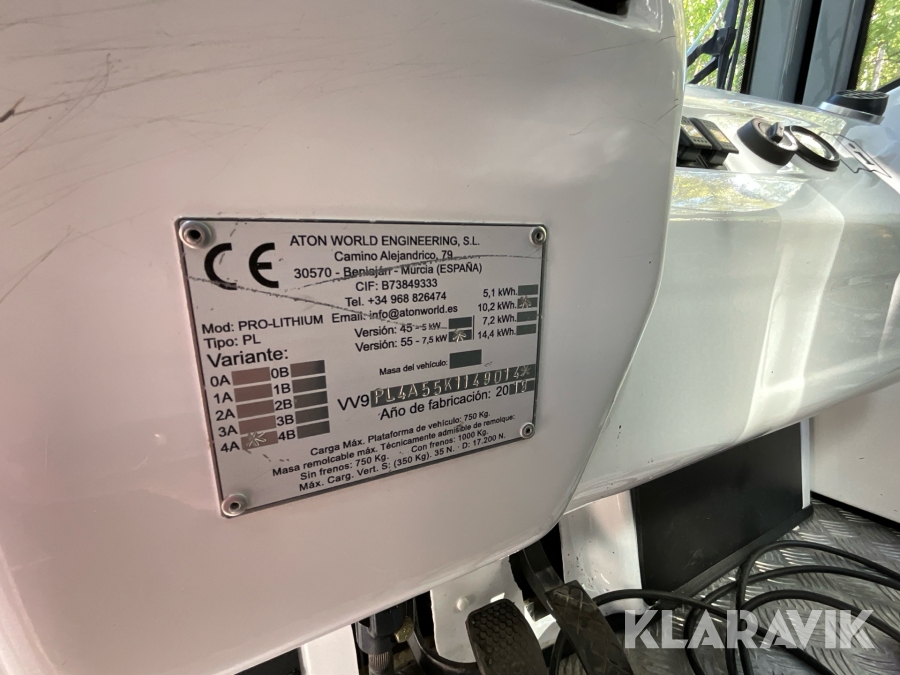 CE
ATON WORLD ENGINEERING, S.L.
Camino Alejandrico, 79
30570 - Beniaján - Murcia (ESPAÑA)
CIF: B73849333
Tel. +34 968 826474
Email: info@atonworld.es
Mod: PRO-LITHIUM
Tipo: PL
Versión: 45 - 5 kW
Versión: 55 - 7,5 kW
5,1 kWh.
10,2 kWh.
7,2 kWh.
14,4 kWh.
Variante:
0A 0B
1A 1B
2A 2B
3A 3B
4A 4B
Masa del vehículo:
VV9 PL4A55K1149014
Año de fabricación: 2018
Carga Máx. Plataforma de vehículo: 750 Kg.
Masa remolcable máx. Técnicamente admisible de remolque:
Sin frenos: 750 Kg. Con frenos: 1000 Kg.
Máx. Carg. Vert. S: (350 Kg). 35 N. - D: 17.200 N.
KLARAVIK